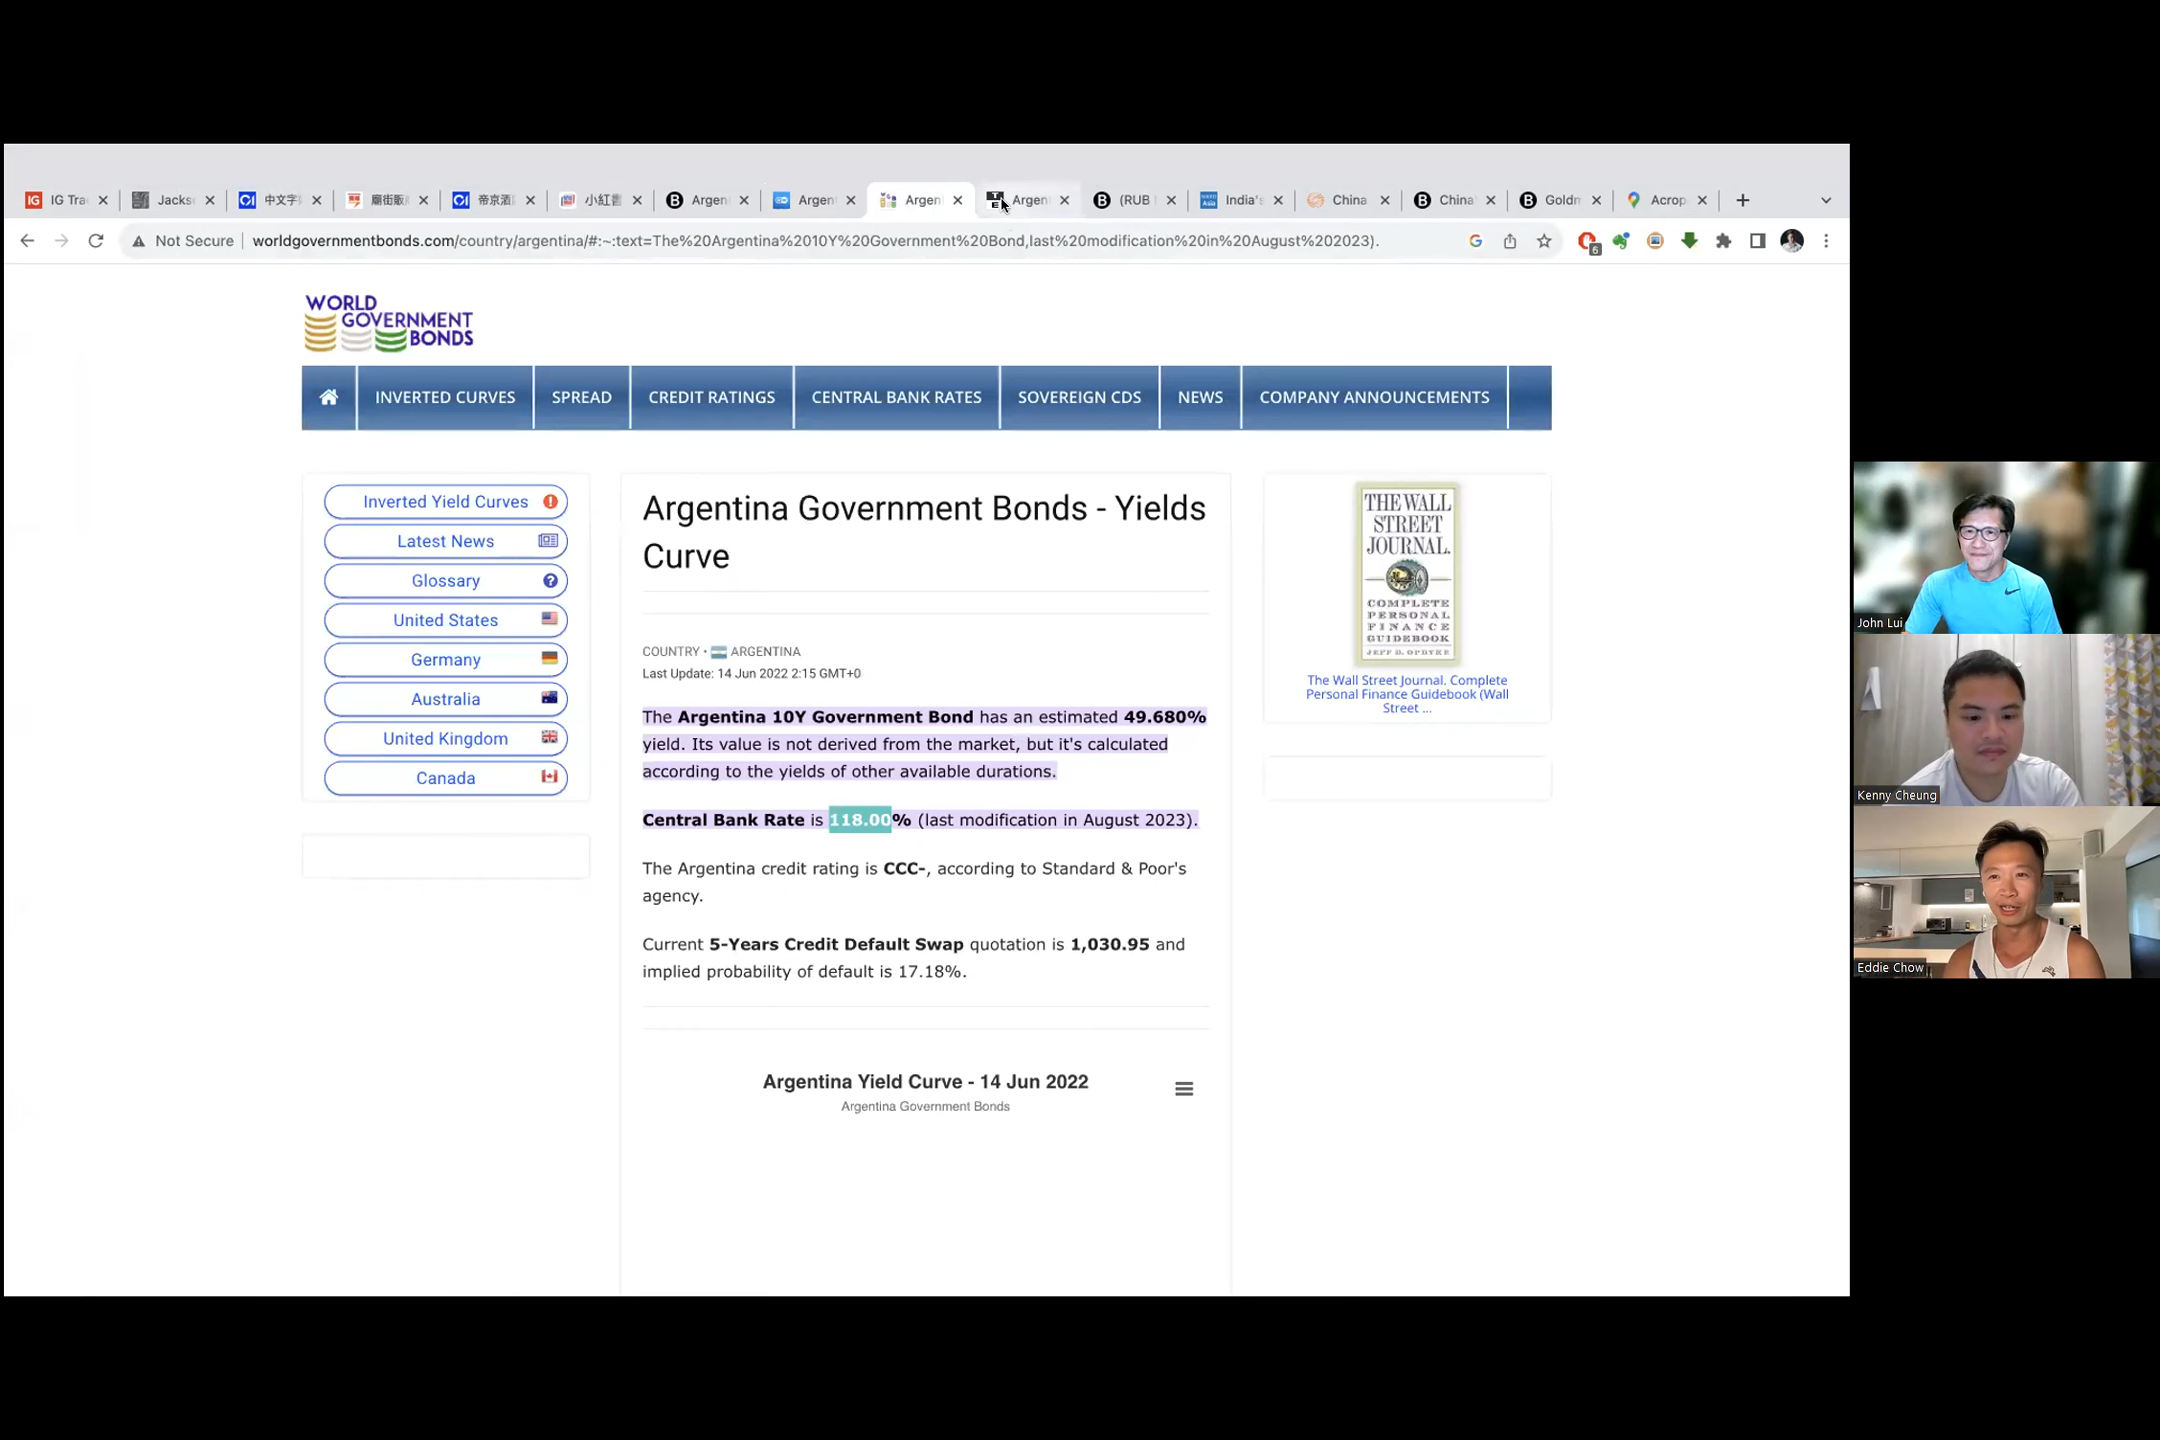 IG Tra
Jacks
中文字
廟街販
帝京酒
小紅書
Argen
Argen
Argen
Argen
(RUB
India's
China
China
Goldm
Acrop
Not Secure
worldgovernmentbonds.com/country/argentina/#:~:text=The%20Argentina%2010Y%20Government%20Bond,last%20modification%20in%20August%202023).
6
WORLD
GOVERNMENT
BONDS
INVERTED CURVES
SPREAD
CREDIT RATINGS
CENTRAL BANK RATES
SOVEREIGN CDS
NEWS
COMPANY ANNOUNCEMENTS
Inverted Yield Curves
Latest News
Glossary
United States
Germany
Australia
United Kingdom
Canada
Argentina Government Bonds - Yields
Curve
COUNTRY • ARGENTINA
Last Update: 14 Jun 2022 2:15 GMT+0
The Argentina 10Y Government Bond has an estimated 49.680%
yield. Its value is not derived from the market, but it's calculated
according to the yields of other available durations.
Central Bank Rate is 118.00% (last modification in August 2023).
The Argentina credit rating is CCC-, according to Standard & Poor's
agency.
Current 5-Years Credit Default Swap quotation is 1,030.95 and
implied probability of default is 17.18%.
Argentina Yield Curve - 14 Jun 2022
Argentina Government Bonds
THE WALL
STREET
JOURNAL.
COMPLETE
PERSONAL
FINANCE
GUIDEBOOK
JEFF D. OPDYKE
The Wall Street Journal. Complete
Personal Finance Guidebook (Wall
Street ...
John Lui
Kenny Cheung
Eddie Chow